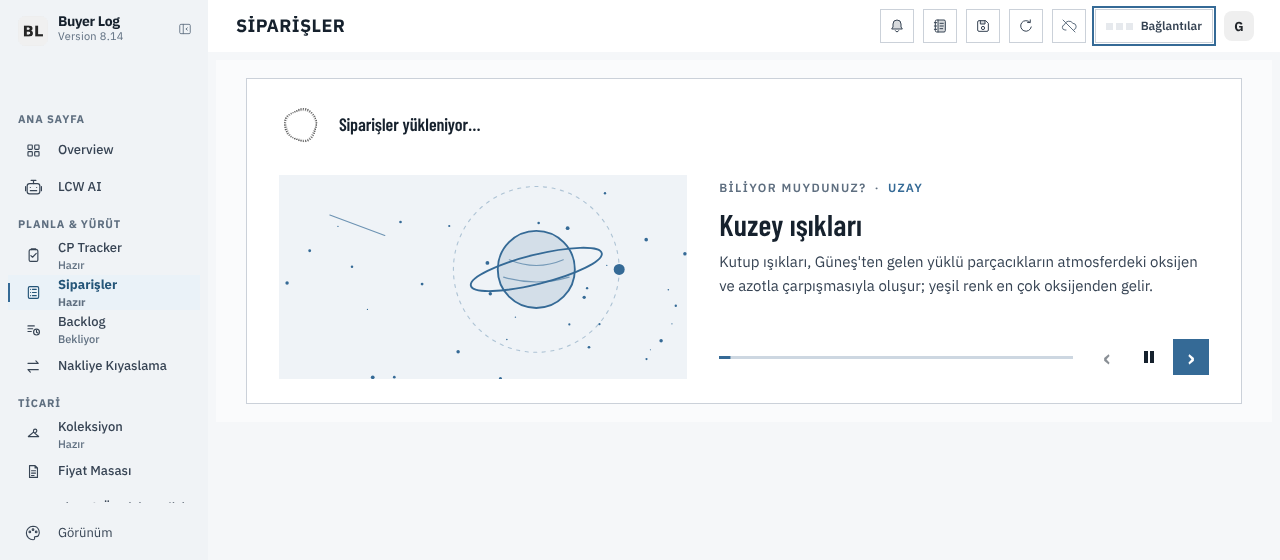 BL
Buyer Log
Version 8.14
ANA SAYFA
Overview
LCW AI
PLANLA & YÜRÜT
CP Tracker
Hazır
Siparişler
Hazır
Backlog
Bekliyor
Nakliye Kıyaslama
TİCARİ
Koleksiyon
Hazır
Fiyat Masası
Görünüm
SİPARİŞLER
Bağlantılar
G
Siparişler yükleniyor...
BİLİYOR MUYDUNUZ? · UZAY
Kuzey ışıkları
Kutup ışıkları, Güneş'ten gelen yüklü parçacıkların atmosferdeki oksijen
ve azotla çarpışmasıyla oluşur; yeşil renk en çok oksijenden gelir.